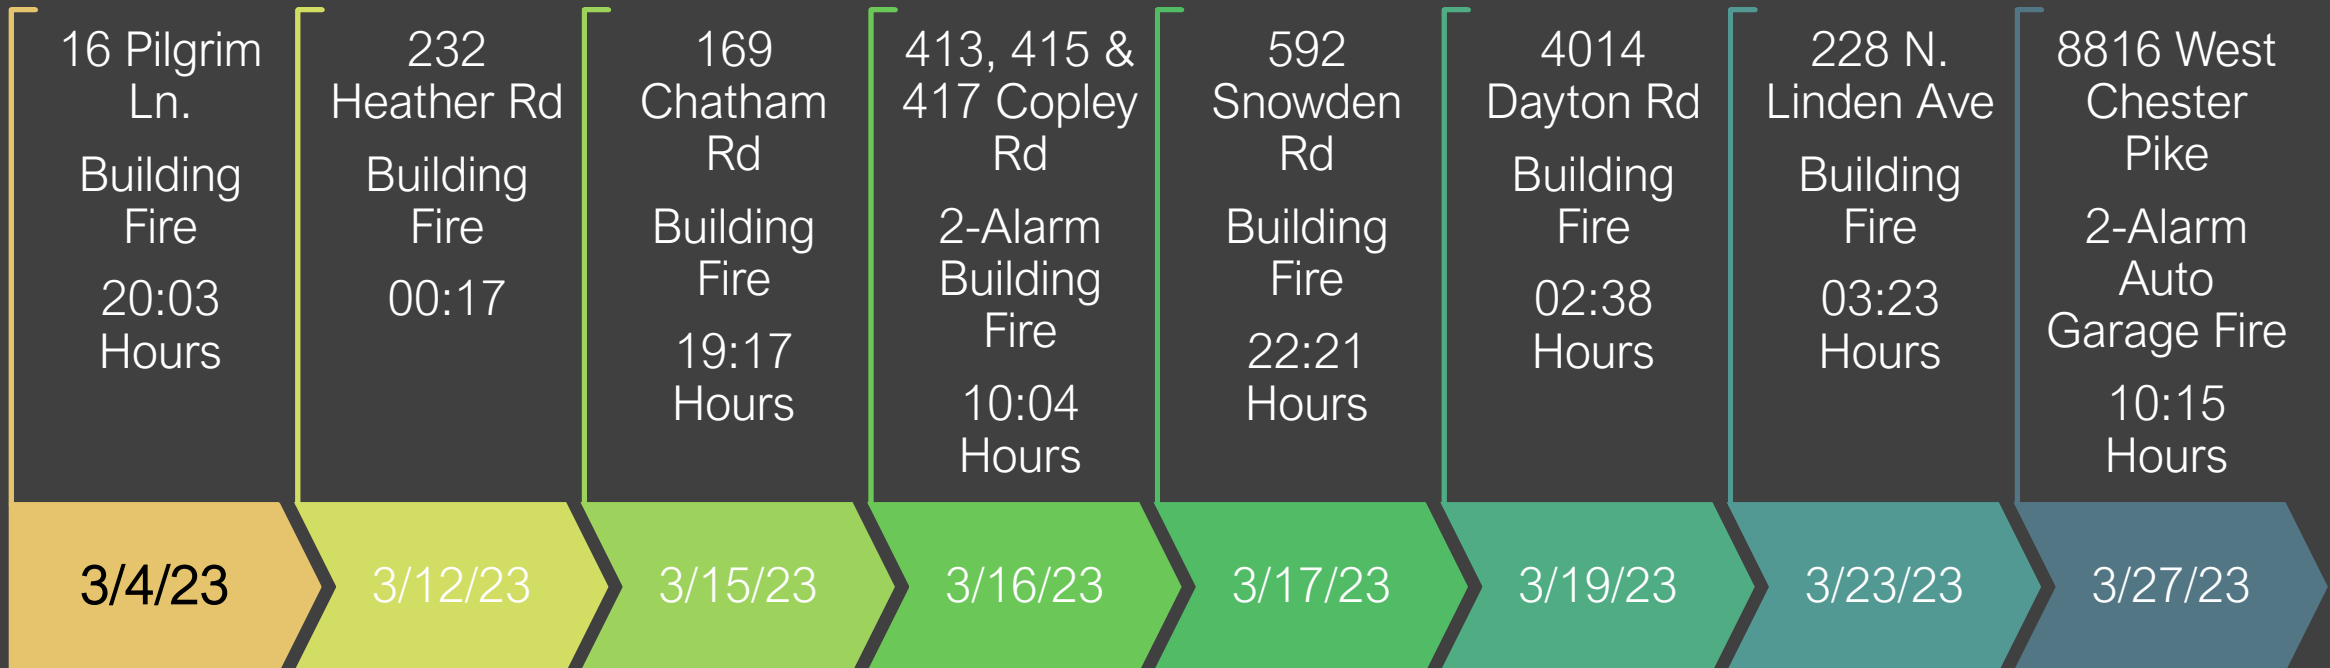 16 Pilgrim
Ln.
Building
Fire
20:03
Hours
3/4/23
232
Heather Rd
Building
Fire
00:17
3/12/23
169
Chatham
Rd
Building
Fire
19:17
Hours
3/15/23
413, 415 &
417 Copley
Rd
2-Alarm
Building
Fire
10:04
Hours
3/16/23
592
Snowden
Rd
Building
Fire
22:21
Hours
3/17/23
4014
Dayton Rd
Building
Fire
02:38
Hours
3/19/23
228 N.
Linden Ave
Building
Fire
03:23
Hours
3/23/23
8816 West
Chester
Pike
2-Alarm
Auto
Garage Fire
10:15
Hours
3/27/23